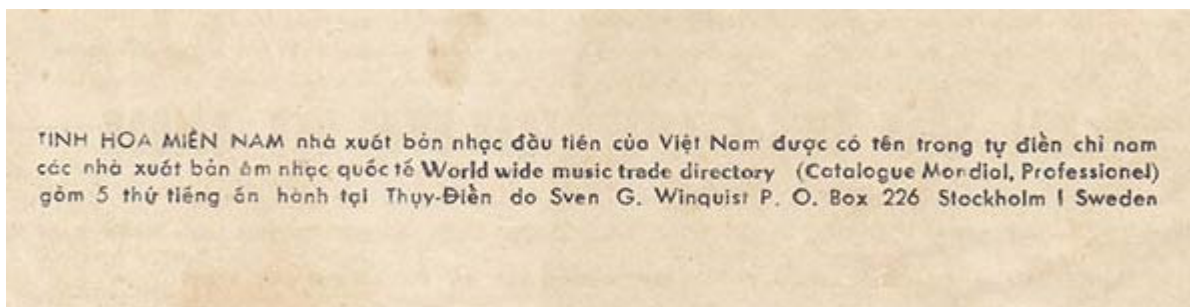 TINH HOA MIỀN NAM nhà xuất bản nhạc đầu tiên của Việt Nam được có tên trong tự điển chỉ nam
các nhà xuất bản âm nhạc quốc tế World wide music trade directory (Catalogue Mondial, Professionel)
gồm 5 thứ tiếng ấn hành tại Thụy-Điển do Sven G. Winquist P. O. Box 226 Stockholm I Sweden